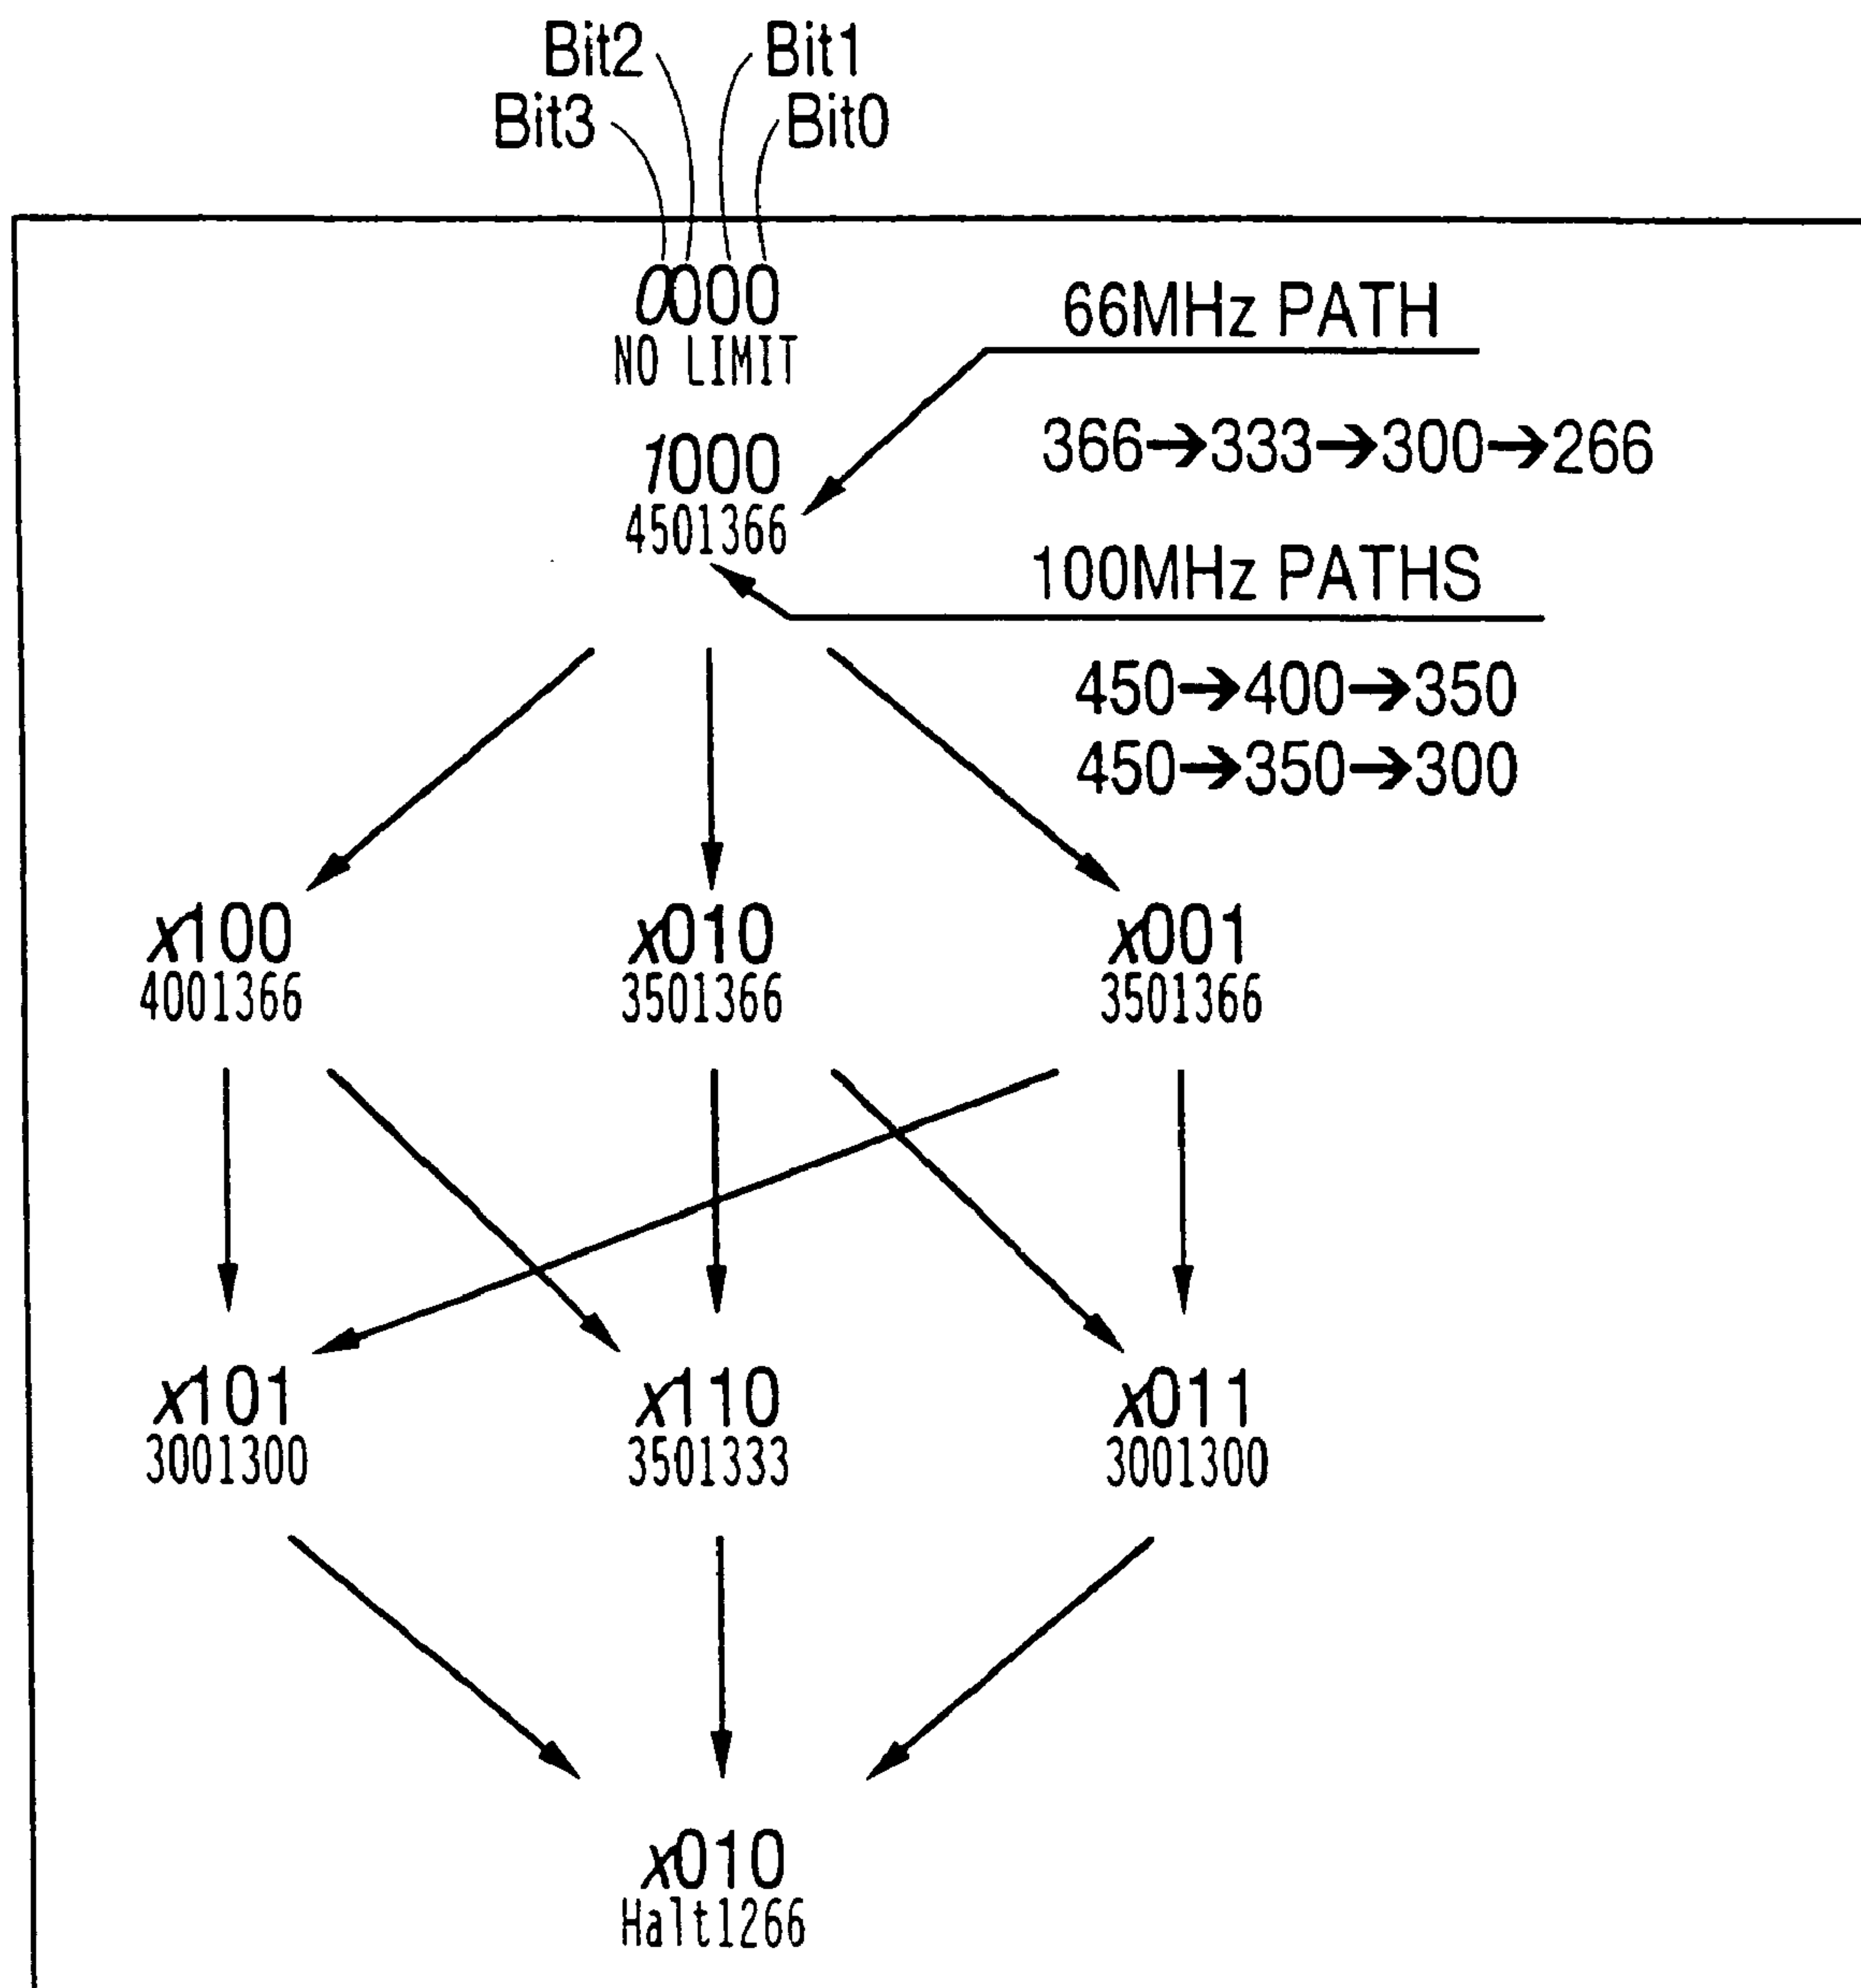 Bit2 Bit1
Bit3 Bit0
0000
NO LIMIT
66MHz PATH
366→333→300→266
1000
4501366
100MHz PATHS
450→400→350
450→350→300
x100 x010 x001
4001366 3501366 3501366
x101 x110 x011
3001300 3501333 3001300
x010
Halt1266